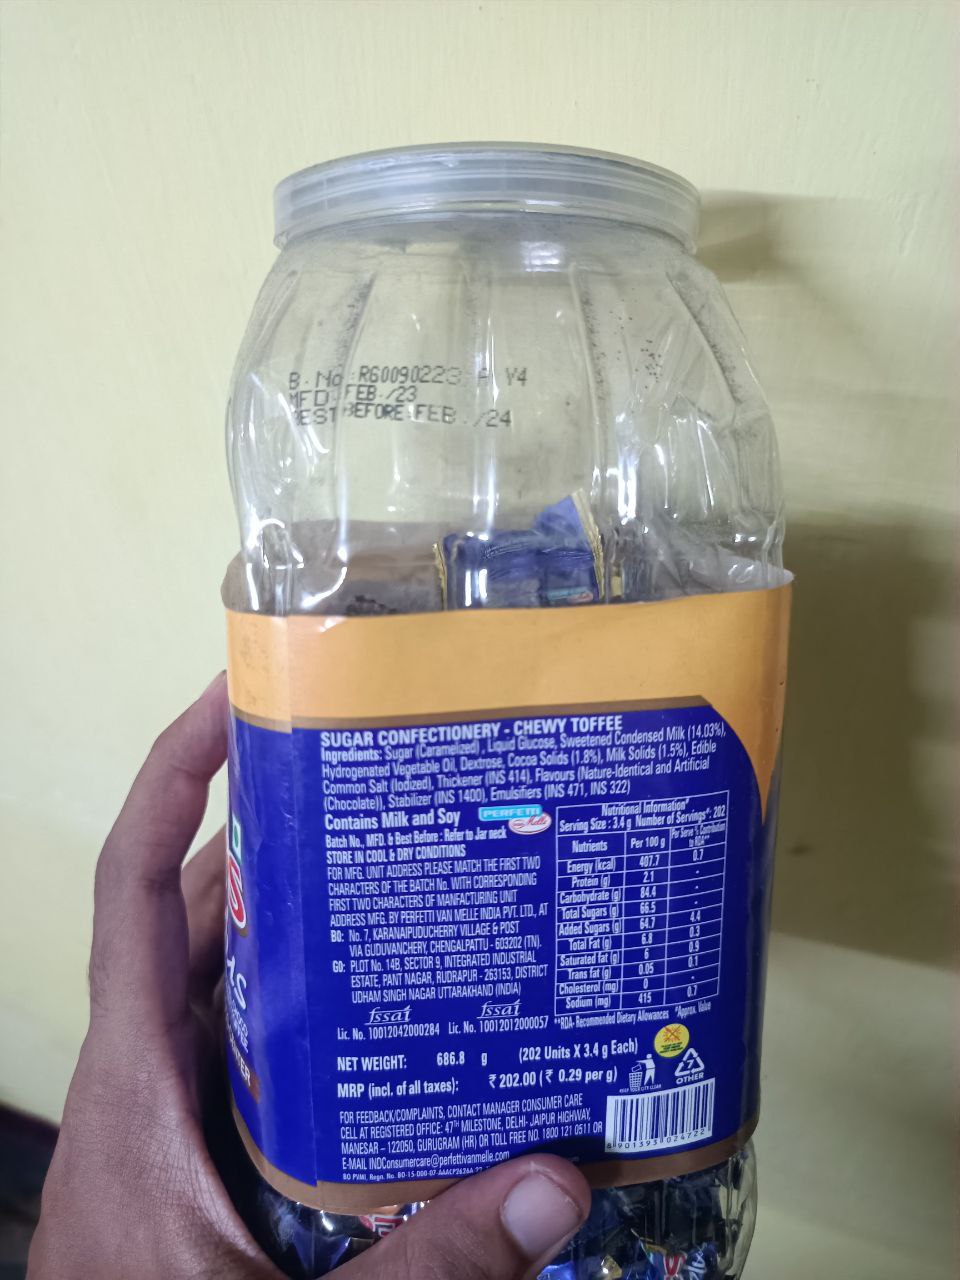 B.No. RG0090223 Y4
MFD. FEB./23
BEST BEFORE FEB./24
SUGAR CONFECTIONERY - CHEWY TOFFEE
Ingredients: Sugar (Caramelized), Liquid Glucose, Sweetened Condensed Milk (14.03%),
Hydrogenated Vegetable Oil, Dextrose, Cocoa Solids (1.8%), Milk Solids (1.5%), Edible
Common Salt (Iodized), Thickener (INS 414), Flavours (Nature-Identical and Artificial
(Chocolate)), Stabilizer (INS 1400), Emulsifiers (INS 471, INS 322)
Contains Milk and Soy
PERFETTI
van Melle
Batch No., MFD. & Best Before : Refer to Jar neck
STORE IN COOL & DRY CONDITIONS
FOR MFG. UNIT ADDRESS PLEASE MATCH THE FIRST TWO
CHARACTERS OF THE BATCH No. WITH CORRESPONDING
FIRST TWO CHARACTERS OF MANFACTURING UNIT
ADDRESS MFG. BY PERFETTI VAN MELLE INDIA PVT. LTD., AT
BO: No. 7, KARANAIPUDUCHERRY VILLAGE & POST
VIA GUDUVANCHERY, CHENGALPATTU - 603202 (TN).
GO: PLOT No. 14B, SECTOR 9, INTEGRATED INDUSTRIAL
ESTATE, PANT NAGAR, RUDRAPUR - 263153, DISTRICT
UDHAM SINGH NAGAR UTTARAKHAND (INDIA)
fssai fssai
Lic. No. 10012042000284 Lic. No. 10012012000057
Nutritional Information*
Serving Size : 3.4 g Number of Servings*: 202
Nutrients Per 100 g Per Serve % Contribution to RDA**
Energy (kcal) 407.7 0.7
Protein (g) 2.1 -
Carbohydrate (g) 84.4 -
Total Sugars (g) 66.5 -
Added Sugars (g) 64.7 4.4
Total Fat (g) 6.8 0.3
Saturated Fat (g) 6 0.9
Trans fat (g) 0.05 0.1
Cholesterol (mg) 0 -
Sodium (mg) 415 0.7
**RDA- Recommended Dietary Allowances *Approx. Value
NET WEIGHT: 686.8 g (202 Units X 3.4 g Each)
MRP (incl. of all taxes): ₹ 202.00 (₹ 0.29 per g)
KEEP YOUR CITY CLEAN
7
OTHER
FOR FEEDBACK/COMPLAINTS, CONTACT MANAGER CONSUMER CARE
CELL AT REGISTERED OFFICE: 47TH MILESTONE, DELHI- JAIPUR HIGHWAY,
MANESAR – 122050, GURUGRAM (HR) OR TOLL FREE NO. 1800 121 0511 OR
E-MAIL INDConsumercare@perfettivanmelle.com
8 901393 024722